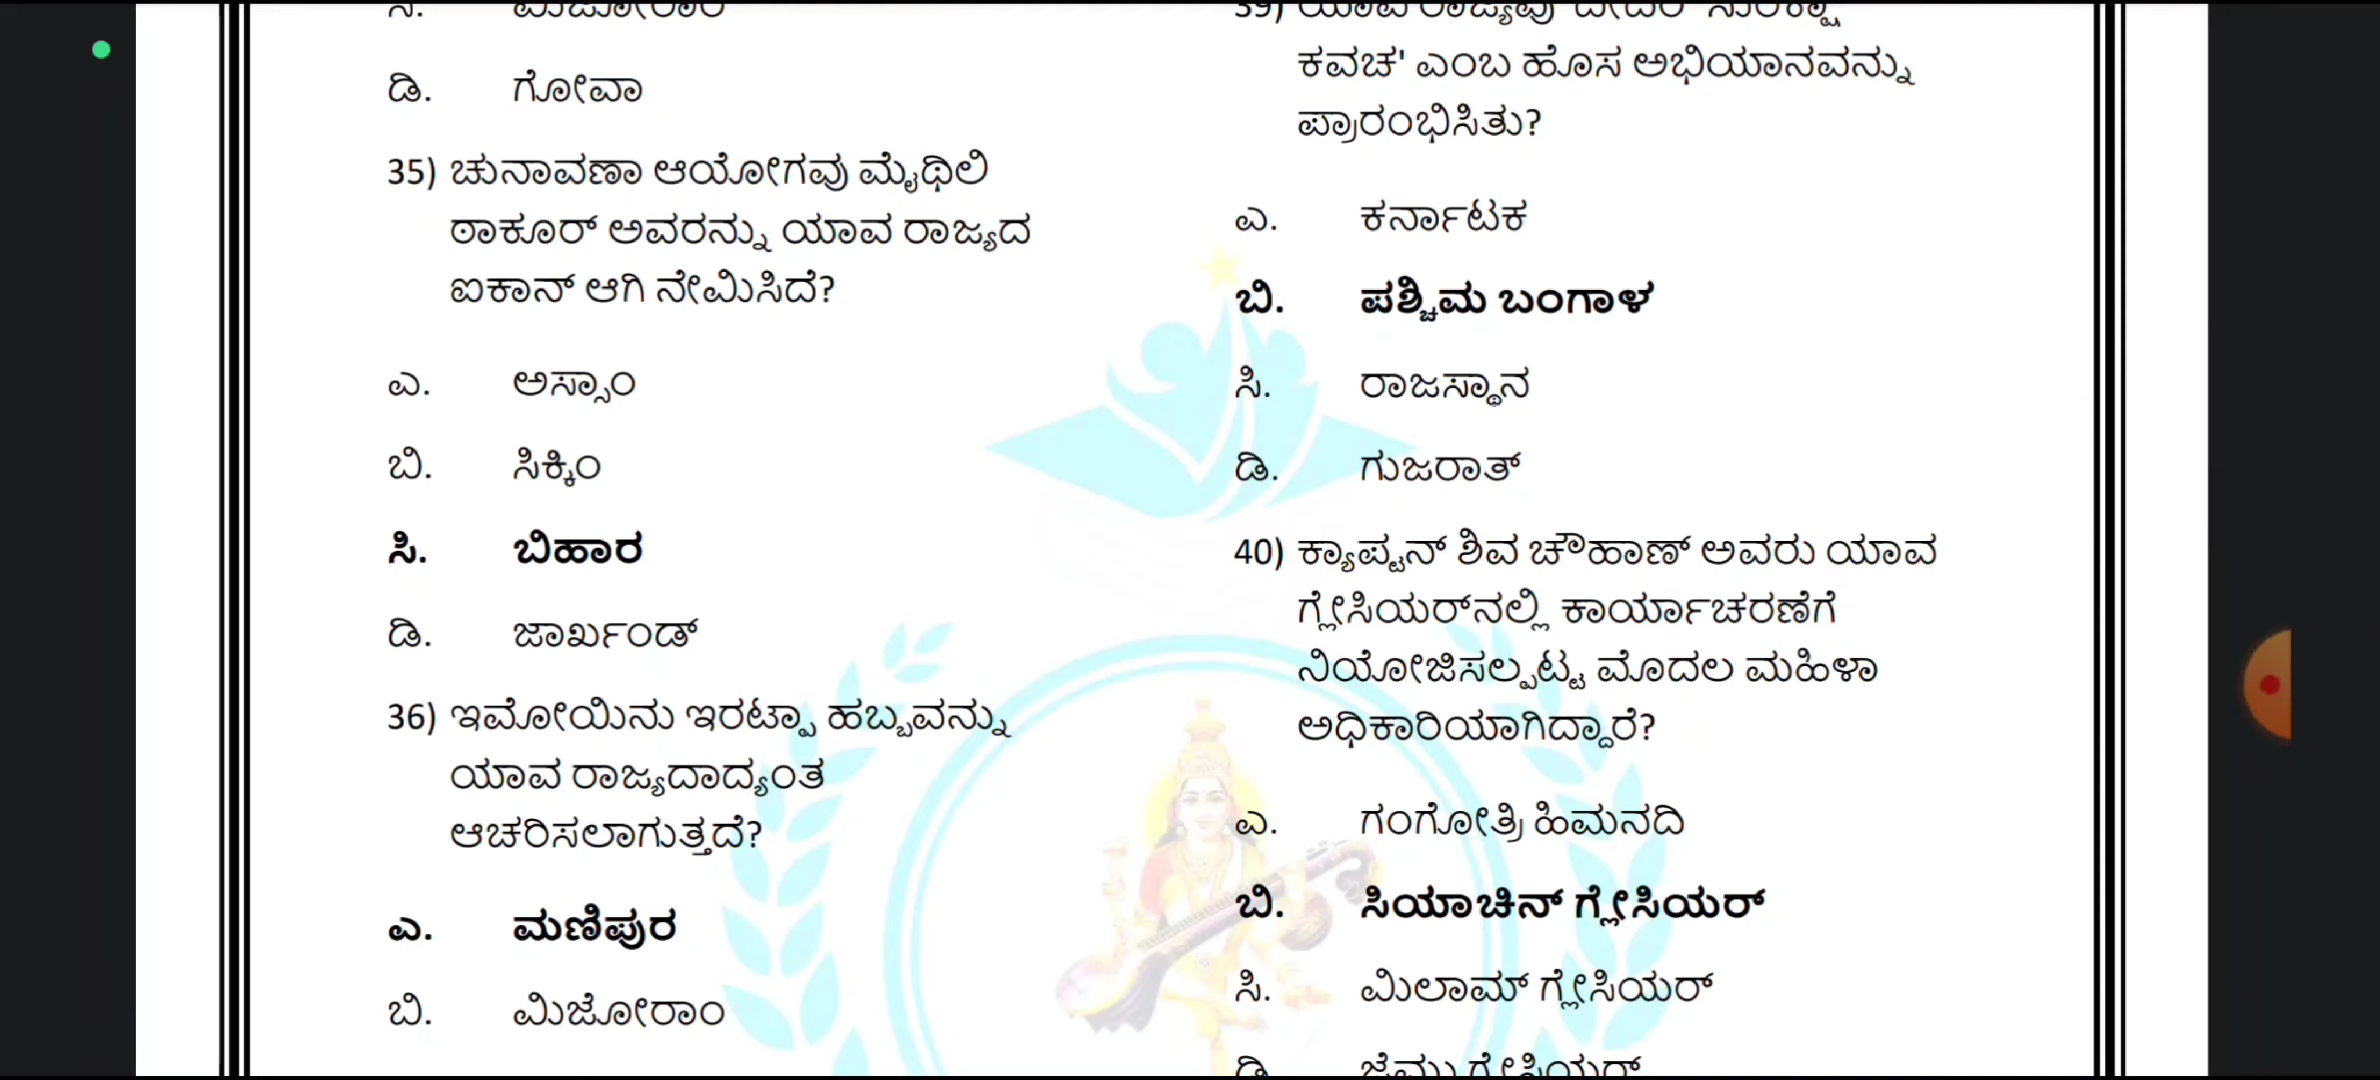 ಡಿ. ಗೋವಾ
35) ಚುನಾವಣಾ ಆಯೋಗವು ಮೈಥಿಲಿ
ಠಾಕೂರ್ ಅವರನ್ನು ಯಾವ ರಾಜ್ಯದ
ಐಕಾನ್ ಆಗಿ ನೇಮಿಸಿದೆ?
ಎ. ಅಸ್ಸಾಂ
ಬಿ. ಸಿಕ್ಕಿಂ
ಸಿ. ಬಿಹಾರ
ಡಿ. ಜಾರ್ಖಂಡ್
36) ಇಮೋಯಿನು ಇರಟ್ಪಾ ಹಬ್ಬವನ್ನು
ಯಾವ ರಾಜ್ಯದಾದ್ಯಂತ
ಆಚರಿಸಲಾಗುತ್ತದೆ?
ಎ. ಮಣಿಪುರ
ಬಿ. ಮಿಜೋರಾಂ
39) ಯಾವ ರಾಜ್ಯವು
ಕವಚ' ಎಂಬ ಹೊಸ ಅಭಿಯಾನವನ್ನು
ಪ್ರಾರಂಭಿಸಿತು?
ಎ. ಕರ್ನಾಟಕ
ಬಿ. ಪಶ್ಚಿಮ ಬಂಗಾಳ
ಸಿ. ರಾಜಸ್ಥಾನ
ಡಿ. ಗುಜರಾತ್
40) ಕ್ಯಾಪ್ಟನ್ ಶಿವ ಚೌಹಾಣ್ ಅವರು ಯಾವ
ಗ್ಲೇಸಿಯರ್‌ನಲ್ಲಿ ಕಾರ್ಯಾಚರಣೆಗೆ
ನಿಯೋಜಿಸಲ್ಪಟ್ಟ ಮೊದಲ ಮಹಿಳಾ
ಅಧಿಕಾರಿಯಾಗಿದ್ದಾರೆ?
ಎ. ಗಂಗೋತ್ರಿ ಹಿಮನದಿ
ಬಿ. ಸಿಯಾಚಿನ್ ಗ್ಲೇಸಿಯರ್
ಸಿ. ಮಿಲಾಮ್ ಗ್ಲೇಸಿಯರ್